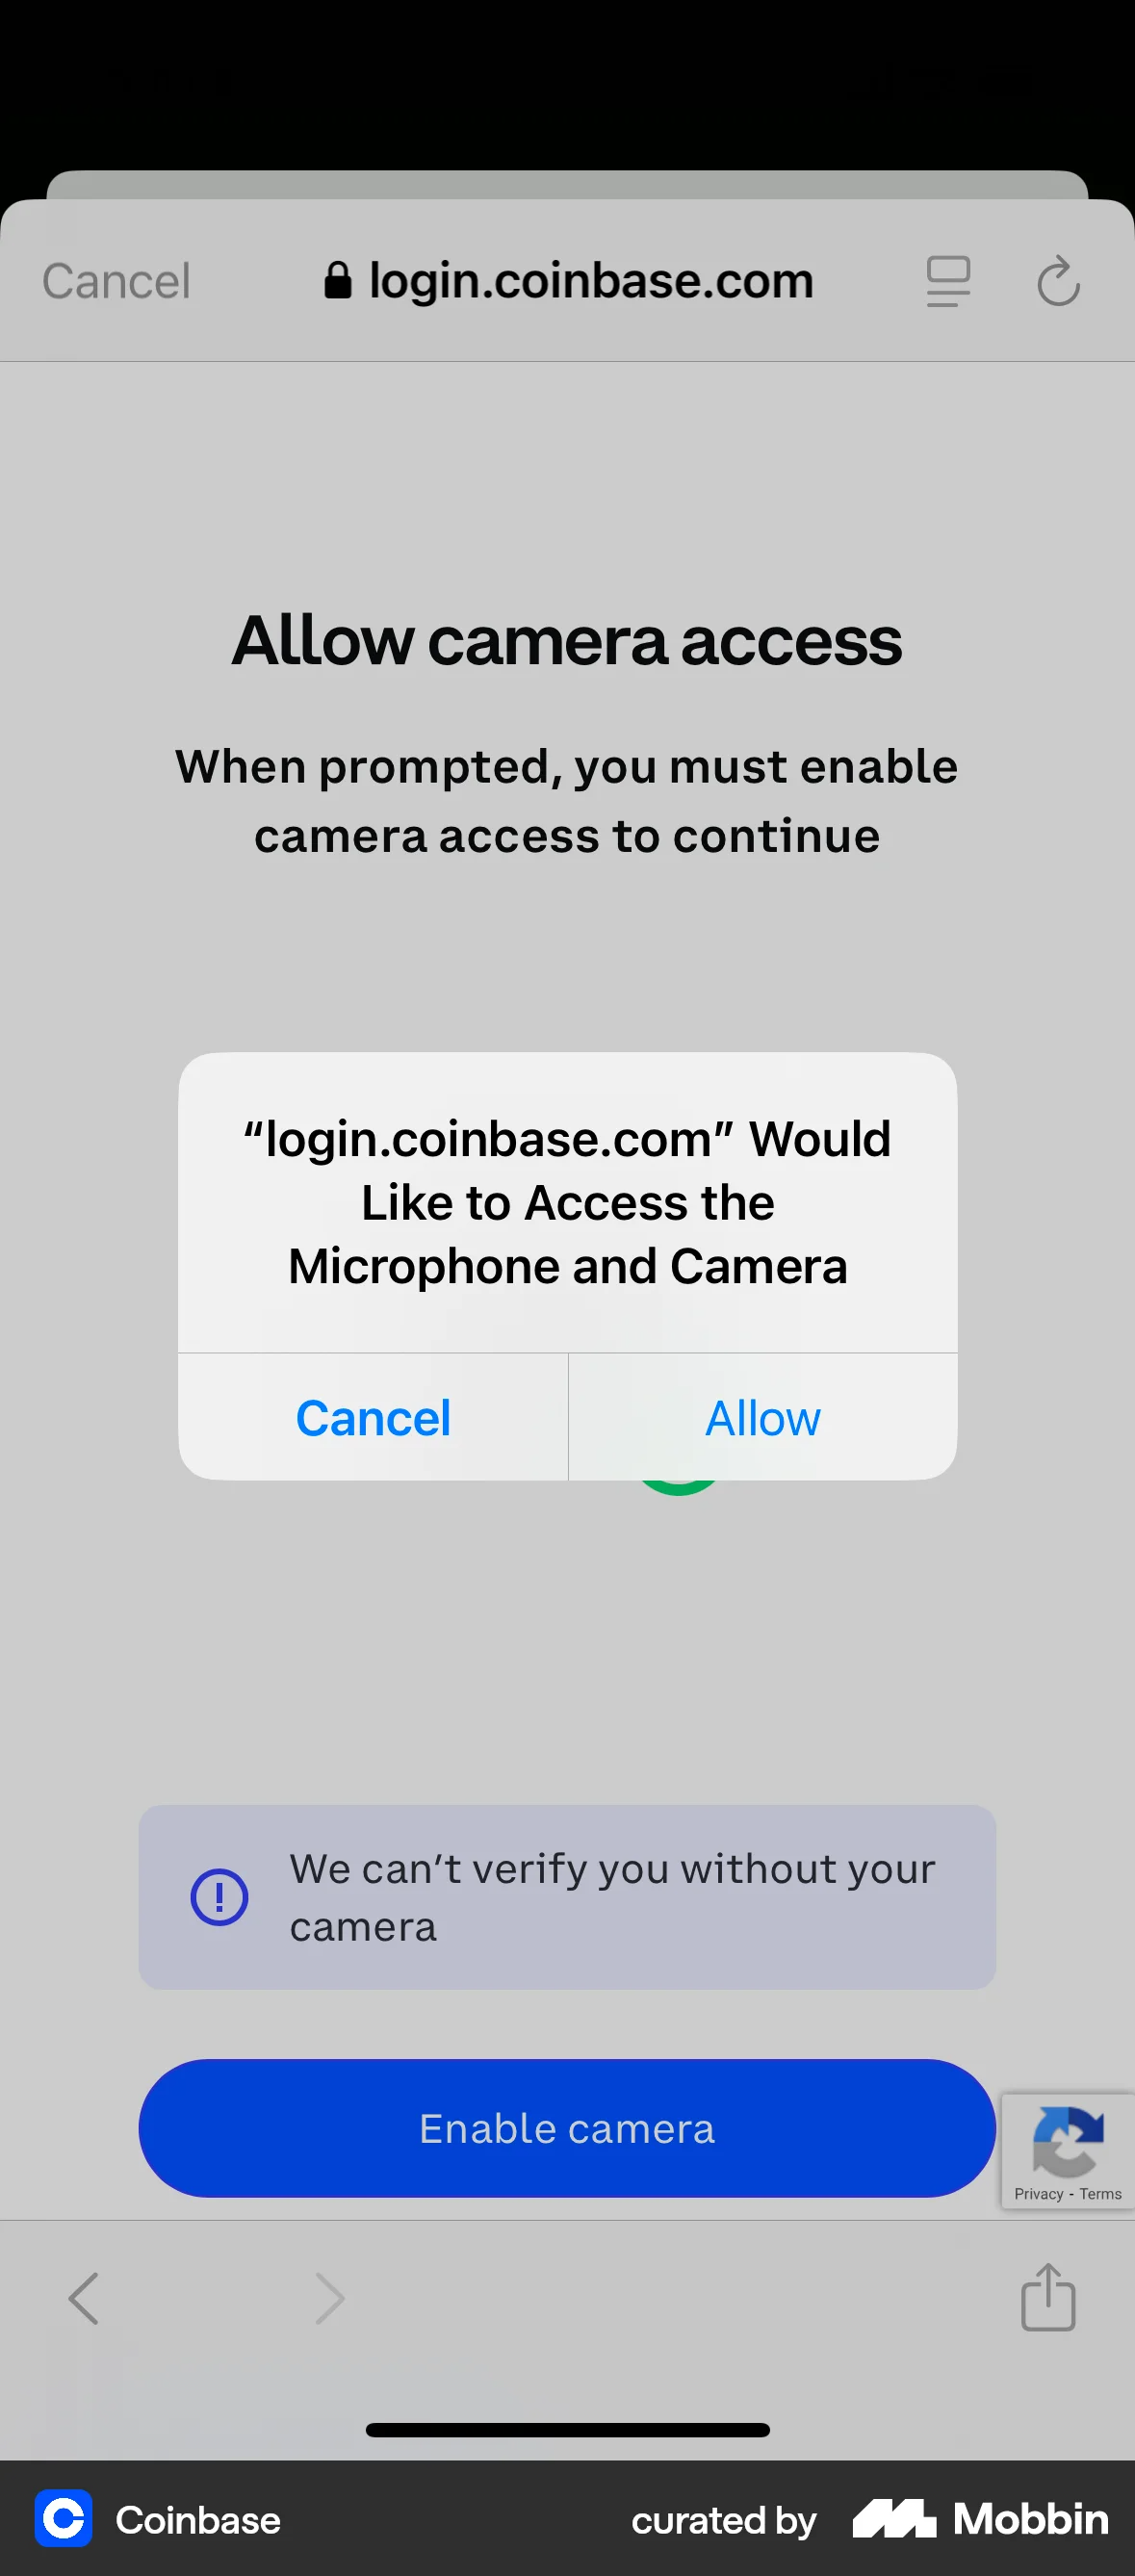 Cancel
login.coinbase.com
Allow camera access
When prompted, you must enable
camera access to continue
“login.coinbase.com” Would
Like to Access the
Microphone and Camera
Cancel
Allow
We can’t verify you without your
camera
Enable camera
Privacy - Terms
Coinbase
curated by
Mobbin